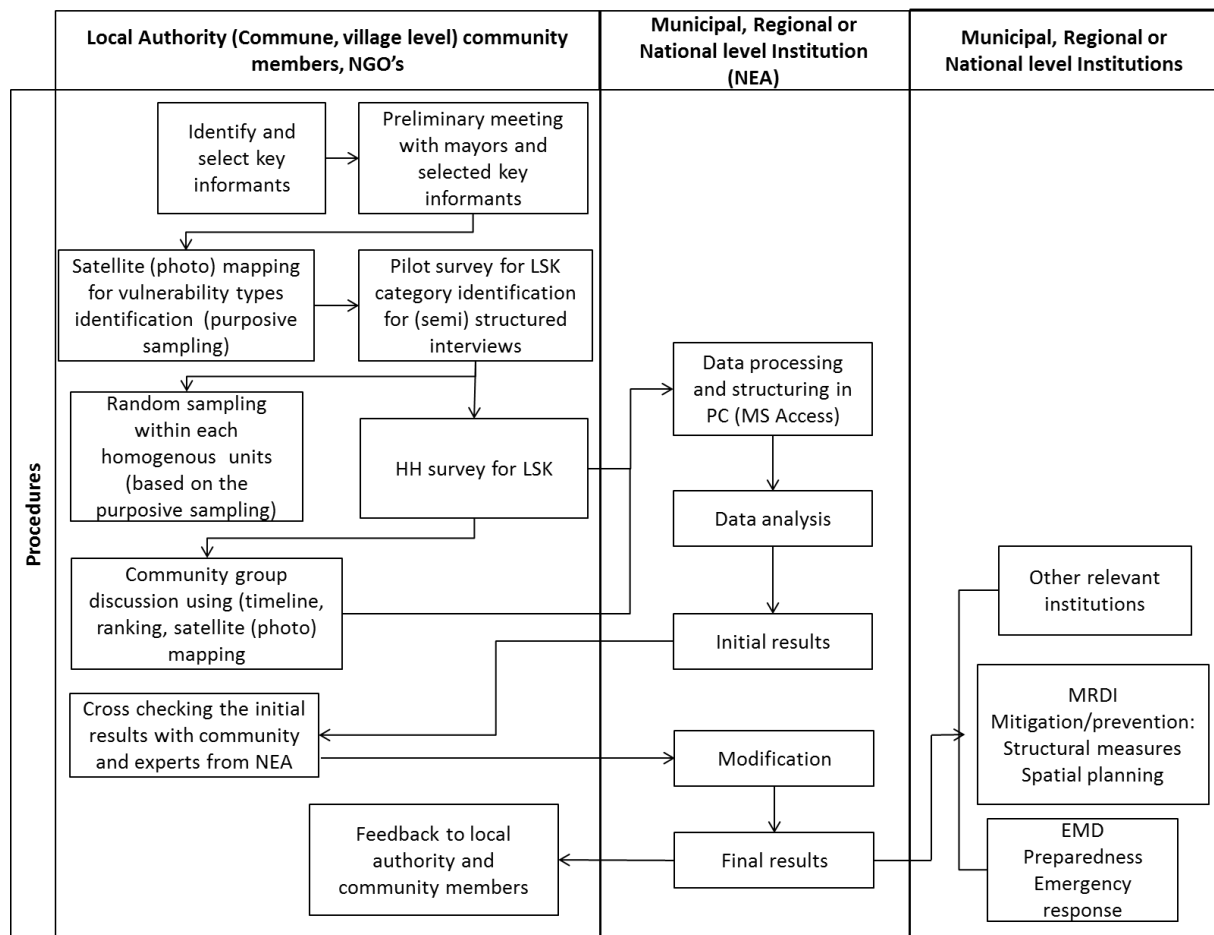 Local Authority (Commune, village level) community
members, NGO's
Municipal, Regional or
National level Institution
(NEA)
Municipal, Regional or
National level Institutions
Procedures
Identify and
select key
informants
Preliminary meeting
with mayors and
selected key
informants
Satellite (photo) mapping
for vulnerability types
identification (purposive
sampling)
Pilot survey for LSK
category identification
for (semi) structured
interviews
Random sampling
within each
homogenous units
(based on the
purposive sampling)
HH survey for LSK
Community group
discussion using (timeline,
ranking, satellite (photo)
mapping
Cross checking the initial
results with community
and experts from NEA
Feedback to local
authority and
community members
Data processing
and structuring in
PC (MS Access)
Data analysis
Initial results
Modification
Final results
Other relevant
institutions
MRDI
Mitigation/prevention:
Structural measures
Spatial planning
EMD
Preparedness
Emergency
response